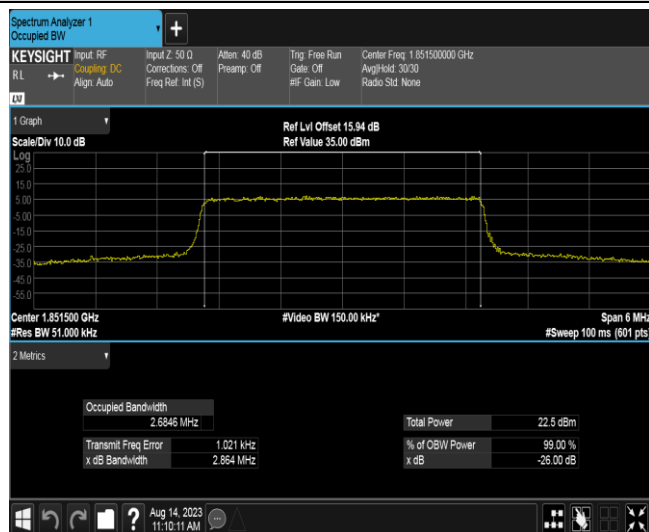 Spectrum Analyzer 1
Occupied BW
+
KEYSIGHT Input: RF Input Z: 50 Ω Atten: 40 dB Trig: Free Run Center Freq: 1.851500000 GHz
RL Coupling: DC Corrections: Off Preamp: Off Gate: Off Avg|Hold: 30/30
Align: Auto Freq Ref: Int (S) #IF Gain: Low Radio Std: None
LXI
1 Graph Ref Lvl Offset 15.94 dB
Scale/Div 10.0 dB Ref Value 35.00 dBm
Log
25.0
15.0
5.00
-5.00
-15.0
-25.0
-35.0
-45.0
-55.0
Center 1.851500 GHz #Video BW 150.00 kHz* Span 6 MHz
#Res BW 51.000 kHz #Sweep 100 ms (601 pts)
2 Metrics
Occupied Bandwidth
2.6846 MHz Total Power 22.5 dBm
Transmit Freq Error 1.021 kHz % of OBW Power 99.00 %
x dB Bandwidth 2.864 MHz x dB -26.00 dB
? Aug 14, 2023
11:10:11 AM